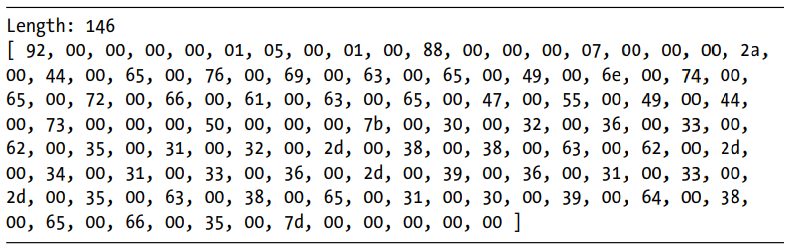 Length: 146
[ 92, 00, 00, 00, 00, 01, 05, 00, 01, 00, 88, 00, 00, 00, 07, 00, 00, 00, 2a,
00, 44, 00, 65, 00, 76, 00, 69, 00, 63, 00, 65, 00, 49, 00, 6e, 00, 74, 00,
65, 00, 72, 00, 66, 00, 61, 00, 63, 00, 65, 00, 47, 00, 55, 00, 49, 00, 44,
00, 73, 00, 00, 00, 50, 00, 00, 00, 7b, 00, 30, 00, 32, 00, 36, 00, 33, 00,
62, 00, 35, 00, 31, 00, 32, 00, 2d, 00, 38, 00, 38, 00, 63, 00, 62, 00, 2d,
00, 34, 00, 31, 00, 33, 00, 36, 00, 2d, 00, 39, 00, 36, 00, 31, 00, 33, 00,
2d, 00, 35, 00, 63, 00, 38, 00, 65, 00, 31, 00, 30, 00, 39, 00, 64, 00, 38,
00, 65, 00, 66, 00, 35, 00, 7d, 00, 00, 00, 00, 00 ]